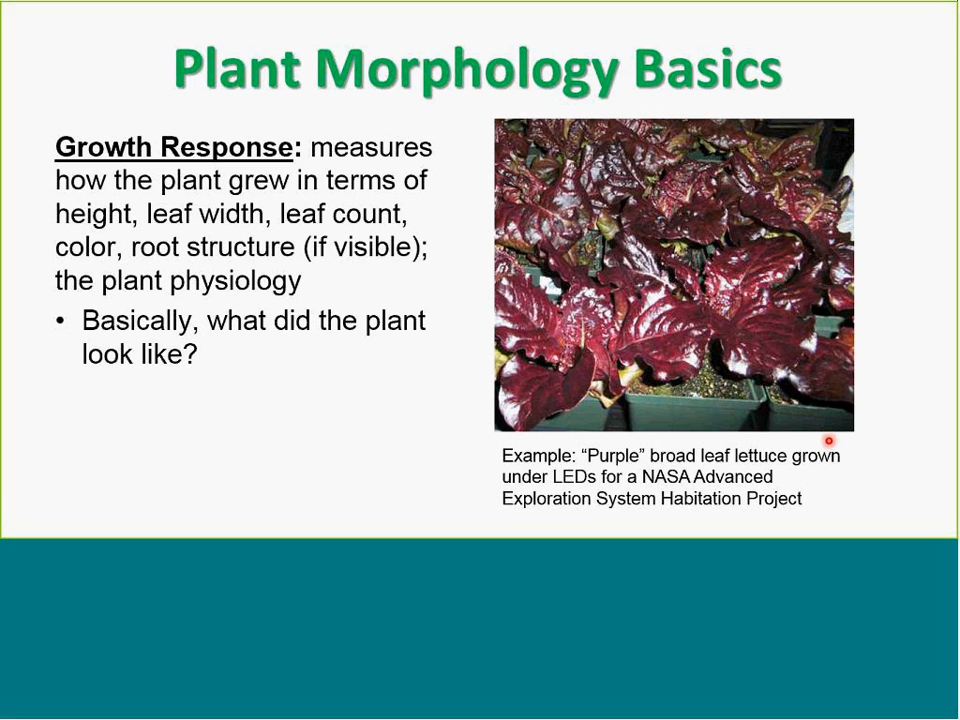 Plant Morphology Basics
Growth Response: measures
how the plant grew in terms of
height, leaf width, leaf count,
color, root structure (if visible);
the plant physiology
• Basically, what did the plant
look like?
Example: “Purple” broad leaf lettuce grown
under LEDs for a NASA Advanced
Exploration System Habitation Project